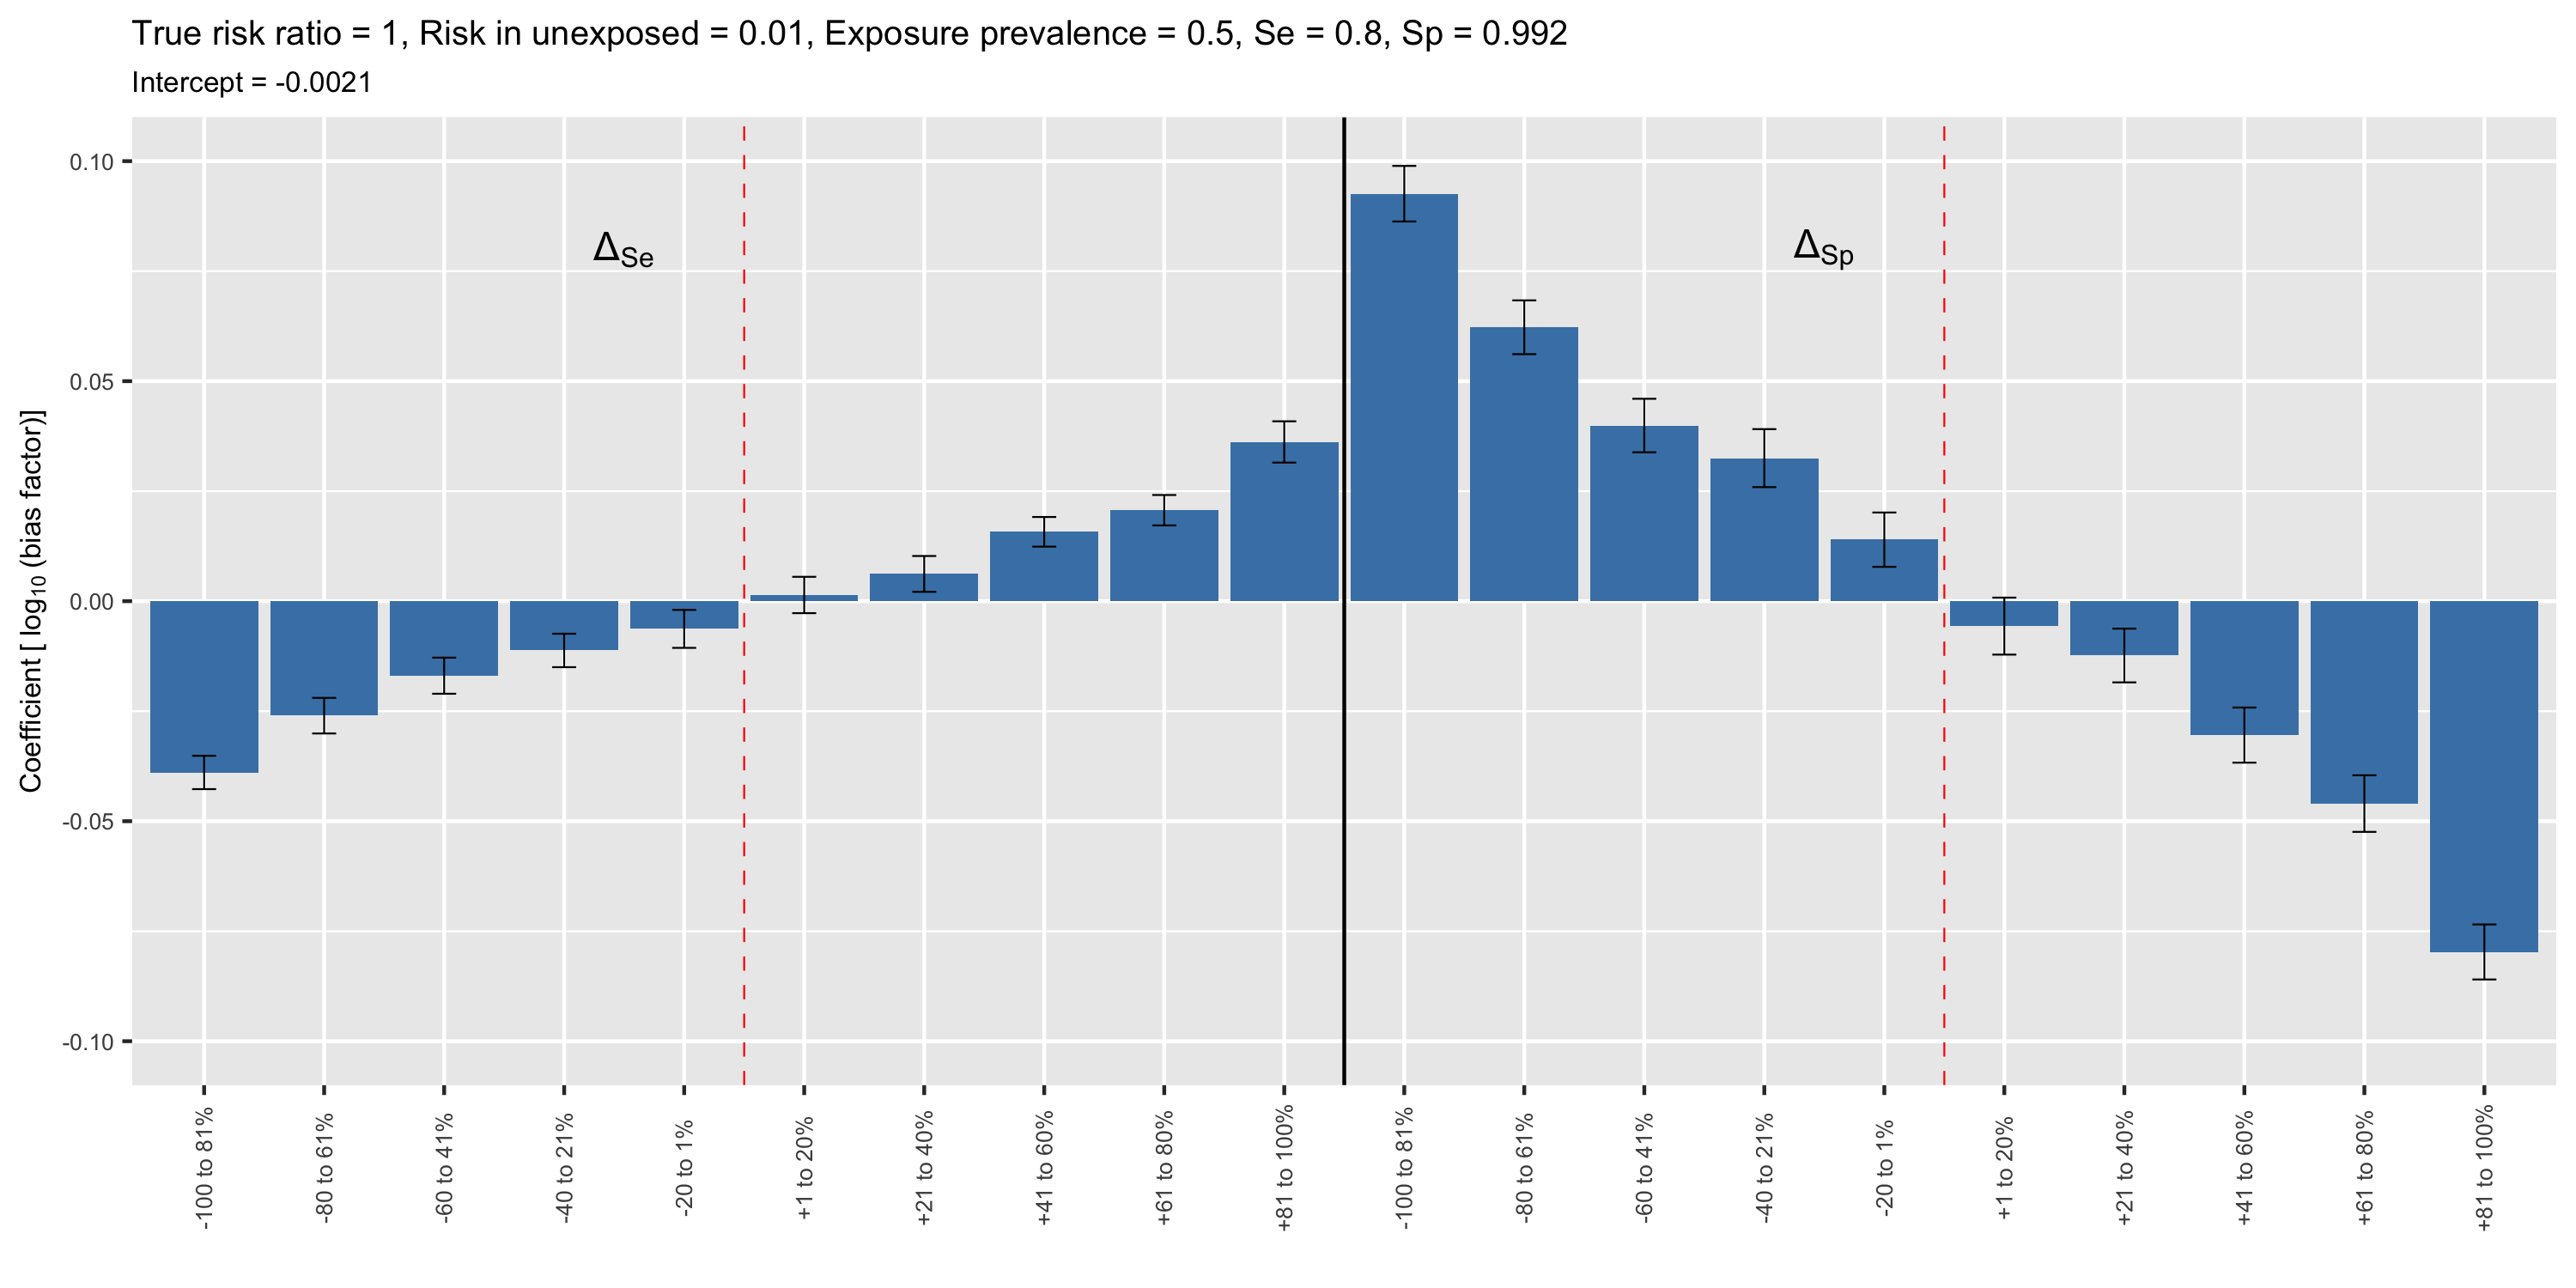 True risk ratio = 1, Risk in unexposed = 0.01, Exposure prevalence = 0.5, Se = 0.8, Sp = 0.992
Intercept = -0.0021
Coefficient [ log₁₀ (bias factor)]
0.10
0.05
0.00
-0.05
-0.10
Δ_Se
Δ_Sp
-100 to 81%
-80 to 61%
-60 to 41%
-40 to 21%
-20 to 1%
+1 to 20%
+21 to 40%
+41 to 60%
+61 to 80%
+81 to 100%
-100 to 81%
-80 to 61%
-60 to 41%
-40 to 21%
-20 to 1%
+1 to 20%
+21 to 40%
+41 to 60%
+61 to 80%
+81 to 100%